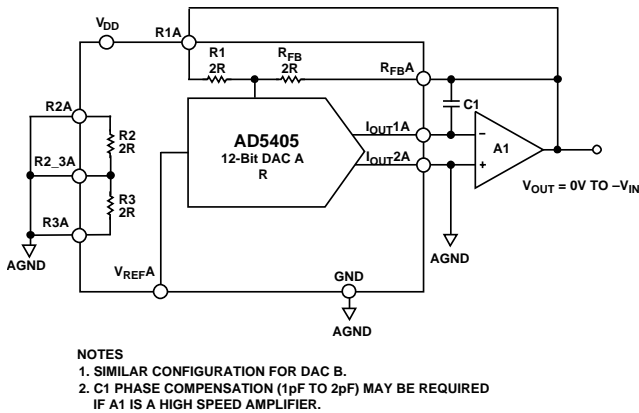 VDD
R1A
R1
2R
RFB
2R
RFBA
C1
R2A
R2
2R
AD5405
12-Bit DAC A
R
IOUT1A
IOUT2A
A1
R2_3A
R3
2R
R3A
VOUT = 0V TO –VIN
AGND
AGND
VREFA
GND
AGND
NOTES
1. SIMILAR CONFIGURATION FOR DAC B.
2. C1 PHASE COMPENSATION (1pF TO 2pF) MAY BE REQUIRED
IF A1 IS A HIGH SPEED AMPLIFIER.